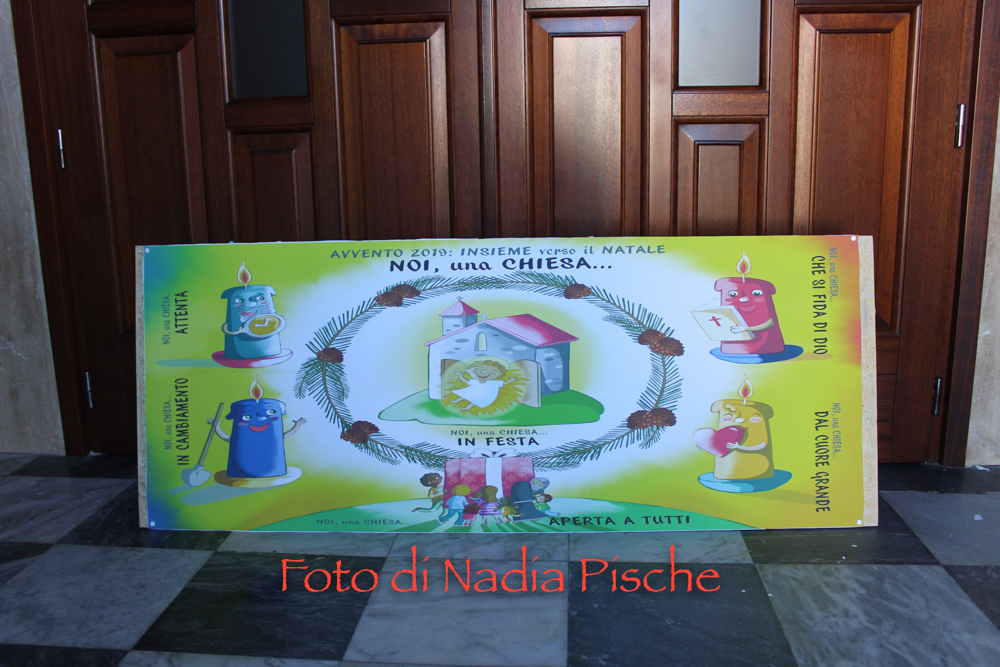 AVVENTO 2019: INSIEME verso il NATALE
NOI, una CHIESA...
NOI, una CHIESA...
ATTENTA
NOI, una CHIESA...
IN CAMBIAMENTO
NOI, una CHIESA...
IN FESTA
NOI, una CHIESA...
CHE SI FIDA DI DIO
NOI, una CHIESA...
DAL CUORE GRANDE
NOI, una CHIESA... APERTA A TUTTI
Foto di Nadia Pische